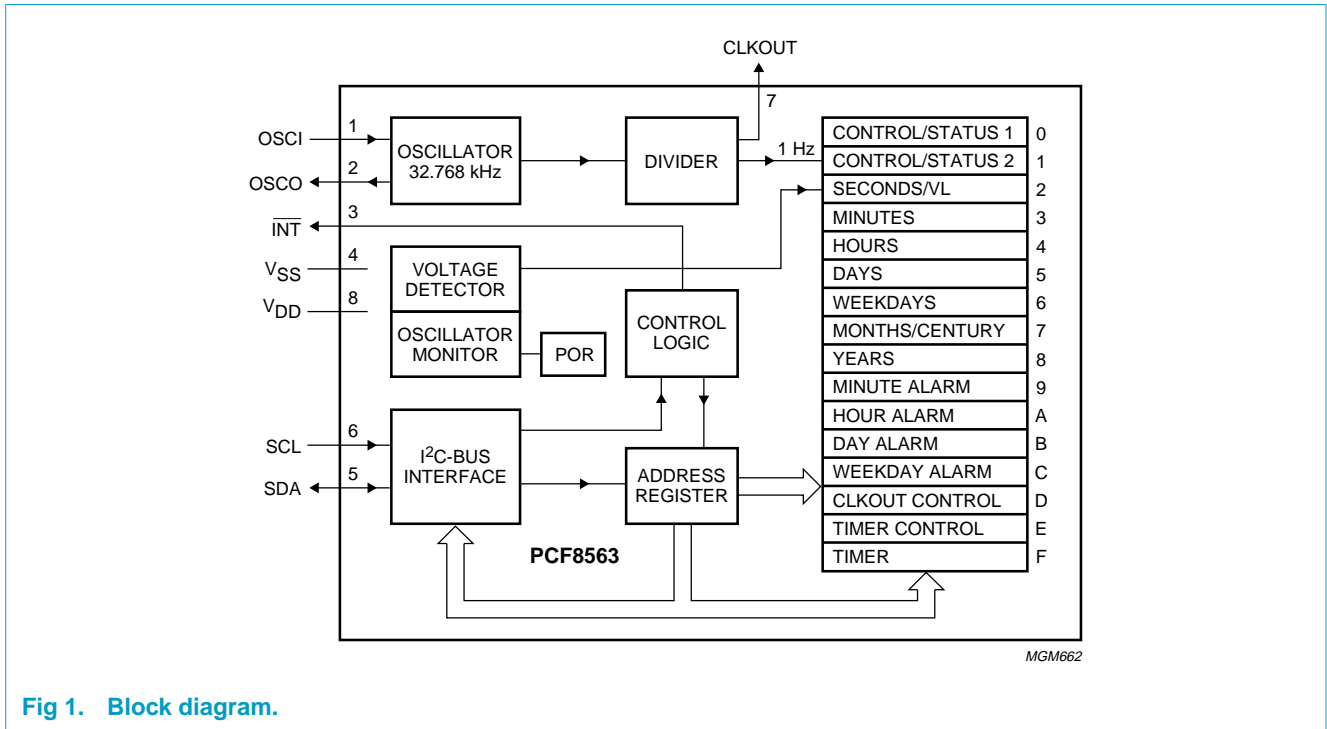 CLKOUT
7
OSCI
1
OSCO
2
OSCILLATOR
32.768 kHz
DIVIDER
1 Hz
INT
3
VSS
4
VDD
8
VOLTAGE
DETECTOR
OSCILLATOR
MONITOR
POR
CONTROL
LOGIC
SCL
6
SDA
5
I2C-BUS
INTERFACE
ADDRESS
REGISTER
PCF8563
CONTROL/STATUS 1 0
CONTROL/STATUS 2 1
SECONDS/VL 2
MINUTES 3
HOURS 4
DAYS 5
WEEKDAYS 6
MONTHS/CENTURY 7
YEARS 8
MINUTE ALARM 9
HOUR ALARM A
DAY ALARM B
WEEKDAY ALARM C
CLKOUT CONTROL D
TIMER CONTROL E
TIMER F
MGM662
Fig 1. Block diagram.